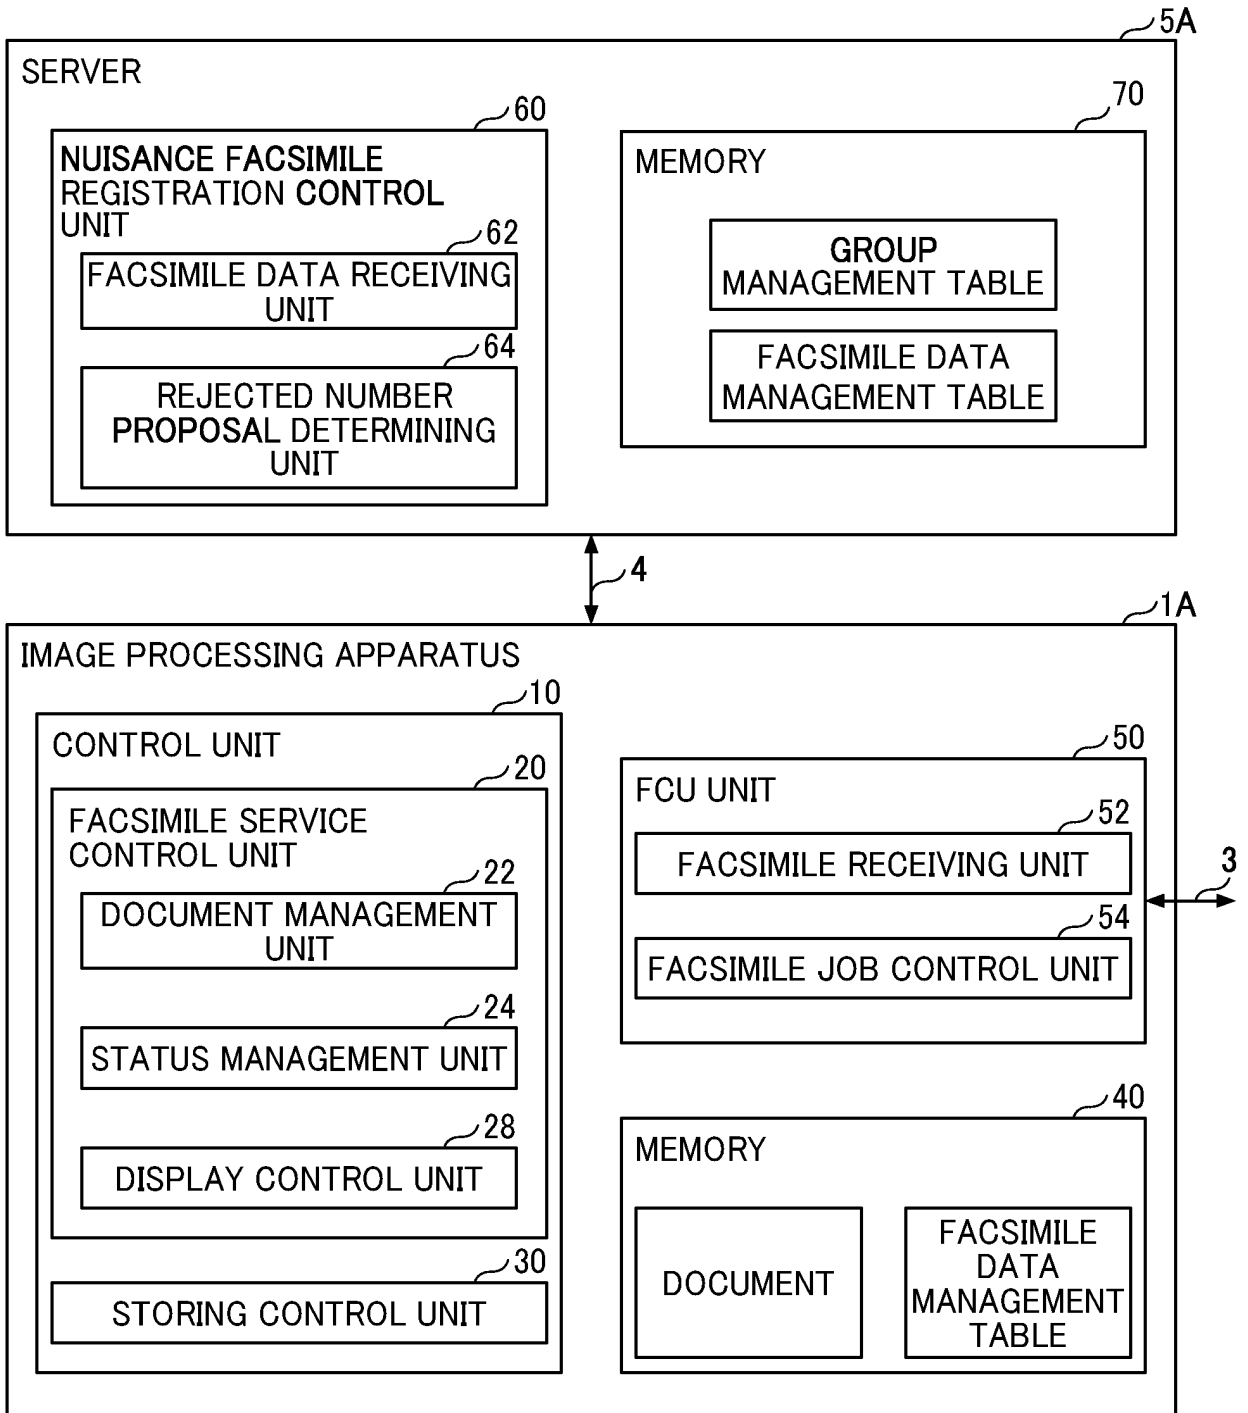 5A
SERVER
60
NUISANCE FACSIMILE
REGISTRATION CONTROL
UNIT
62
FACSIMILE DATA RECEIVING
UNIT
64
REJECTED NUMBER
PROPOSAL DETERMINING
UNIT
70
MEMORY
GROUP
MANAGEMENT TABLE
FACSIMILE DATA
MANAGEMENT TABLE
4
1A
IMAGE PROCESSING APPARATUS
10
CONTROL UNIT
20
FACSIMILE SERVICE
CONTROL UNIT
22
DOCUMENT MANAGEMENT
UNIT
24
STATUS MANAGEMENT UNIT
28
DISPLAY CONTROL UNIT
30
STORING CONTROL UNIT
50
FCU UNIT
52
FACSIMILE RECEIVING UNIT
3
54
FACSIMILE JOB CONTROL UNIT
40
MEMORY
DOCUMENT
FACSIMILE
DATA
MANAGEMENT
TABLE